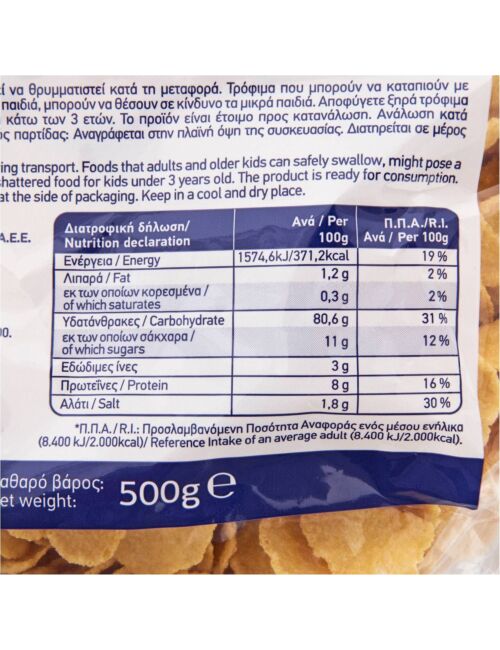 εί να θρυμματιστεί κατά τη μεταφορά. Τρόφιμα που μπορούν να καταπιούν με
παιδιά, μπορούν να θέσουν σε κίνδυνο τα μικρά παιδιά. Αποφύγετε ξηρά τρόφιμα
κάτω των 3 ετών. Το προϊόν είναι έτοιμο προς κατανάλωση. Ανάλωση κατά
ς παρτίδας: Αναγράφεται στην πλαϊνή όψη της συσκευασίας. Διατηρείται σε μέρος
ing transport. Foods that adults and older kids can safely swallow, might pose a
hattered food for kids under 3 years old. The product is ready for consumption.
at the side of packaging. Keep in a cool and dry place.
Α.Ε.Ε.
Διατροφική δήλωση/ Ανά / Per Π.Π.Α./R.I.
Nutrition declaration 100g Ανά / Per 100g
Ενέργεια / Energy 1574,6kJ/371,2kcal 19 %
Λιπαρά / Fat 1,2 g 2 %
εκ των οποίων κορεσμένα /
of which saturates 0,3 g 2 %
Υδατάνθρακες / Carbohydrate 80,6 g 31 %
εκ των οποίων σάκχαρα /
of which sugars 11 g 12 %
Εδώδιμες ίνες 3 g
Πρωτεΐνες / Protein 8 g 16 %
Αλάτι / Salt 1,8 g 30 %
*Π.Π.Α./ R.I.: Προσλαμβανόμενη Ποσότητα Αναφοράς ενός μέσου ενήλικα
(8.400 kJ/2.000kcal)/ Reference Intake of an average adult (8.400 kJ/2.000kcal).
αθαρό βάρος:
et weight: 500g e